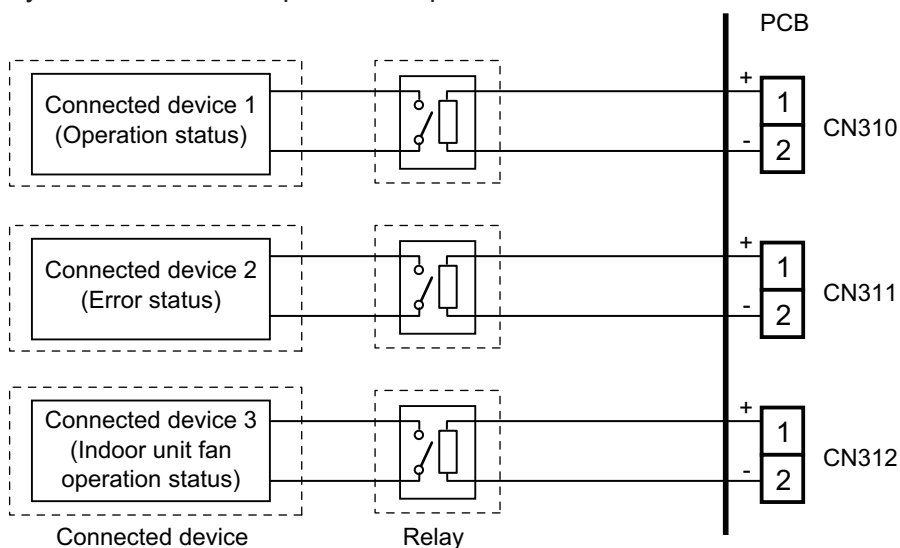 PCB
Connected device 1
(Operation status)
+
1
-
2
CN310
Connected device 2
(Error status)
+
1
-
2
CN311
Connected device 3
(Indoor unit fan
operation status)
+
1
-
2
CN312
Connected device
Relay